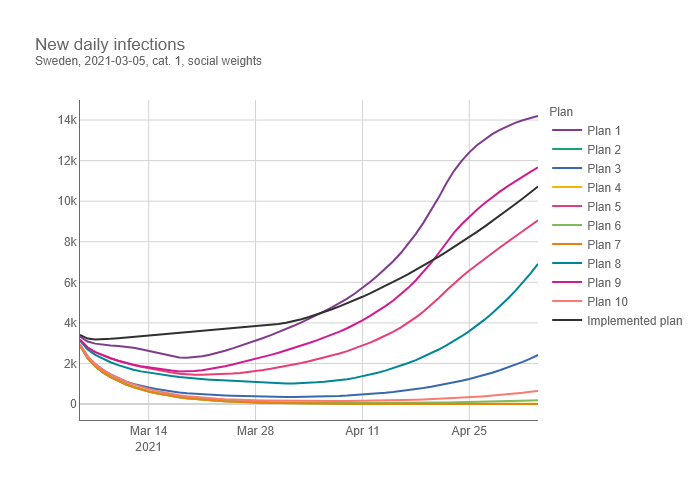 New daily infections
Sweden, 2021-03-05, cat. 1, social weights
14k
12k
10k
8k
6k
4k
2k
0
Mar 14
2021
Mar 28
Apr 11
Apr 25
Plan
Plan 1
Plan 2
Plan 3
Plan 4
Plan 5
Plan 6
Plan 7
Plan 8
Plan 9
Plan 10
Implemented plan